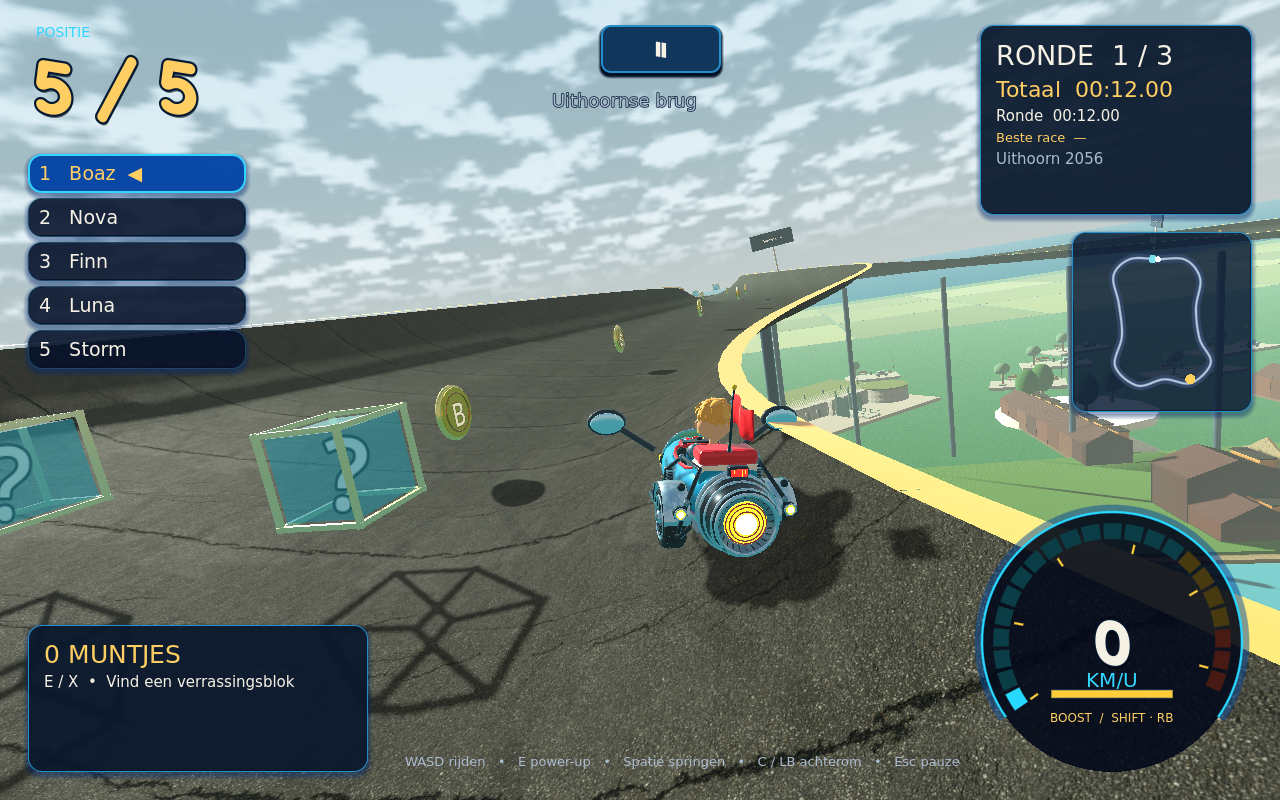 POSITIE
5 / 5
1 Boaz ◀
2 Nova
3 Finn
4 Luna
5 Storm
Uithoornse brug
RONDE 1 / 3
Totaal 00:12.00
Ronde 00:12.00
Beste race —
Uithoorn 2056
?
?
B
0 MUNTJES
E / X • Vind een verrassingsblok
0
KM/U
BOOST / SHIFT · RB
WASD rijden • E power-up • Spatie springen • C / LB achterom • Esc pauze